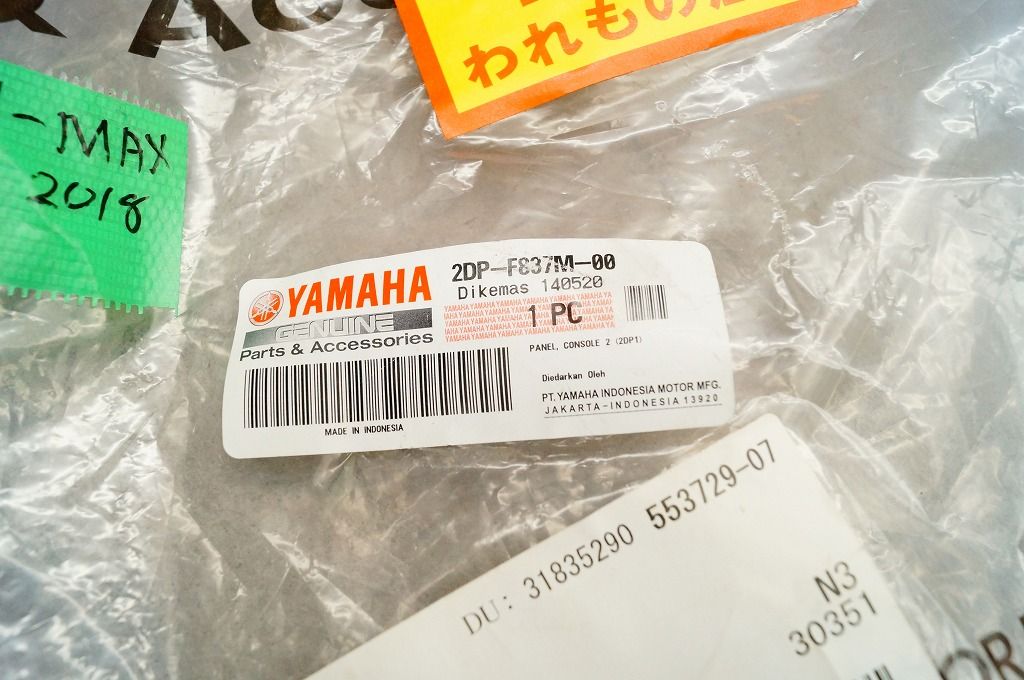 -MAX
2018
われもの
YAMAHA
GENUINE
Parts & Accessories
2DP-F837M-00
Dikemas 140520
1 PC
PANEL, CONSOLE 2 (2DP1)
Diedarkan Oleh
PT. YAMAHA INDONESIA MOTOR MFG.
JAKARTA-INDONESIA 13920
MADE IN INDONESIA
DU: 31835290 553729-07
N3
30351